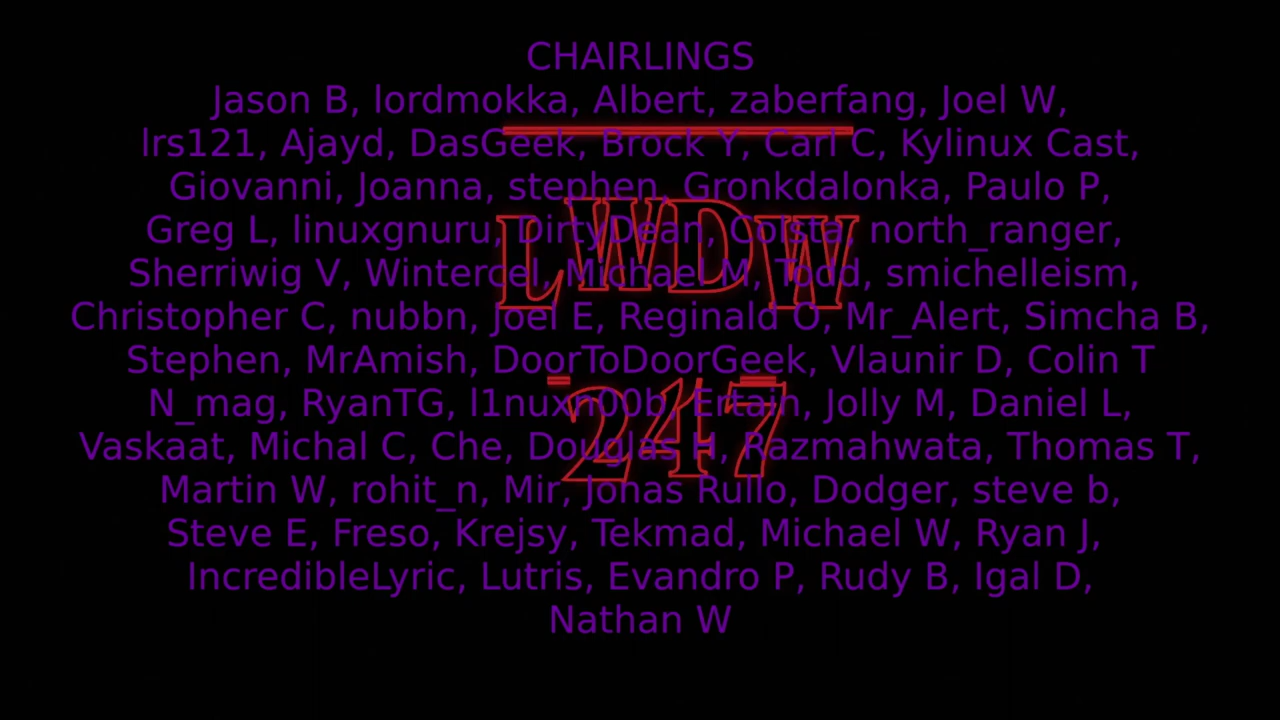 CHAIRLINGS
Jason B, lordmokka, Albert, zaberfang, Joel W,
lrs121, Ajayd, DasGeek, Brock Y, Carl C, Kylinux Cast,
Giovanni, Joanna, stephen, Gronkdalonka, Paulo P,
Greg L, linuxgnuru, DirtyDean, Colsta, north_ranger,
Sherriwig V, Wintercel, Michael M, Todd, smichelleism,
Christopher C, nubbn, Joel E, Reginald O, Mr_Alert, Simcha B,
Stephen, MrAmish, DoorToDoorGeek, Vlaunir D, Colin T
N_mag, RyanTG, l1nuxn00b, Ertain, Jolly M, Daniel L,
Vaskaat, Michal C, Che, Douglas H, Razmahwata, Thomas T,
Martin W, rohit_n, Mir, Jonas Rullo, Dodger, steve b,
Steve E, Freso, Krejsy, Tekmad, Michael W, Ryan J,
IncredibleLyric, Lutris, Evandro P, Rudy B, Igal D,
Nathan W
LWDW
247